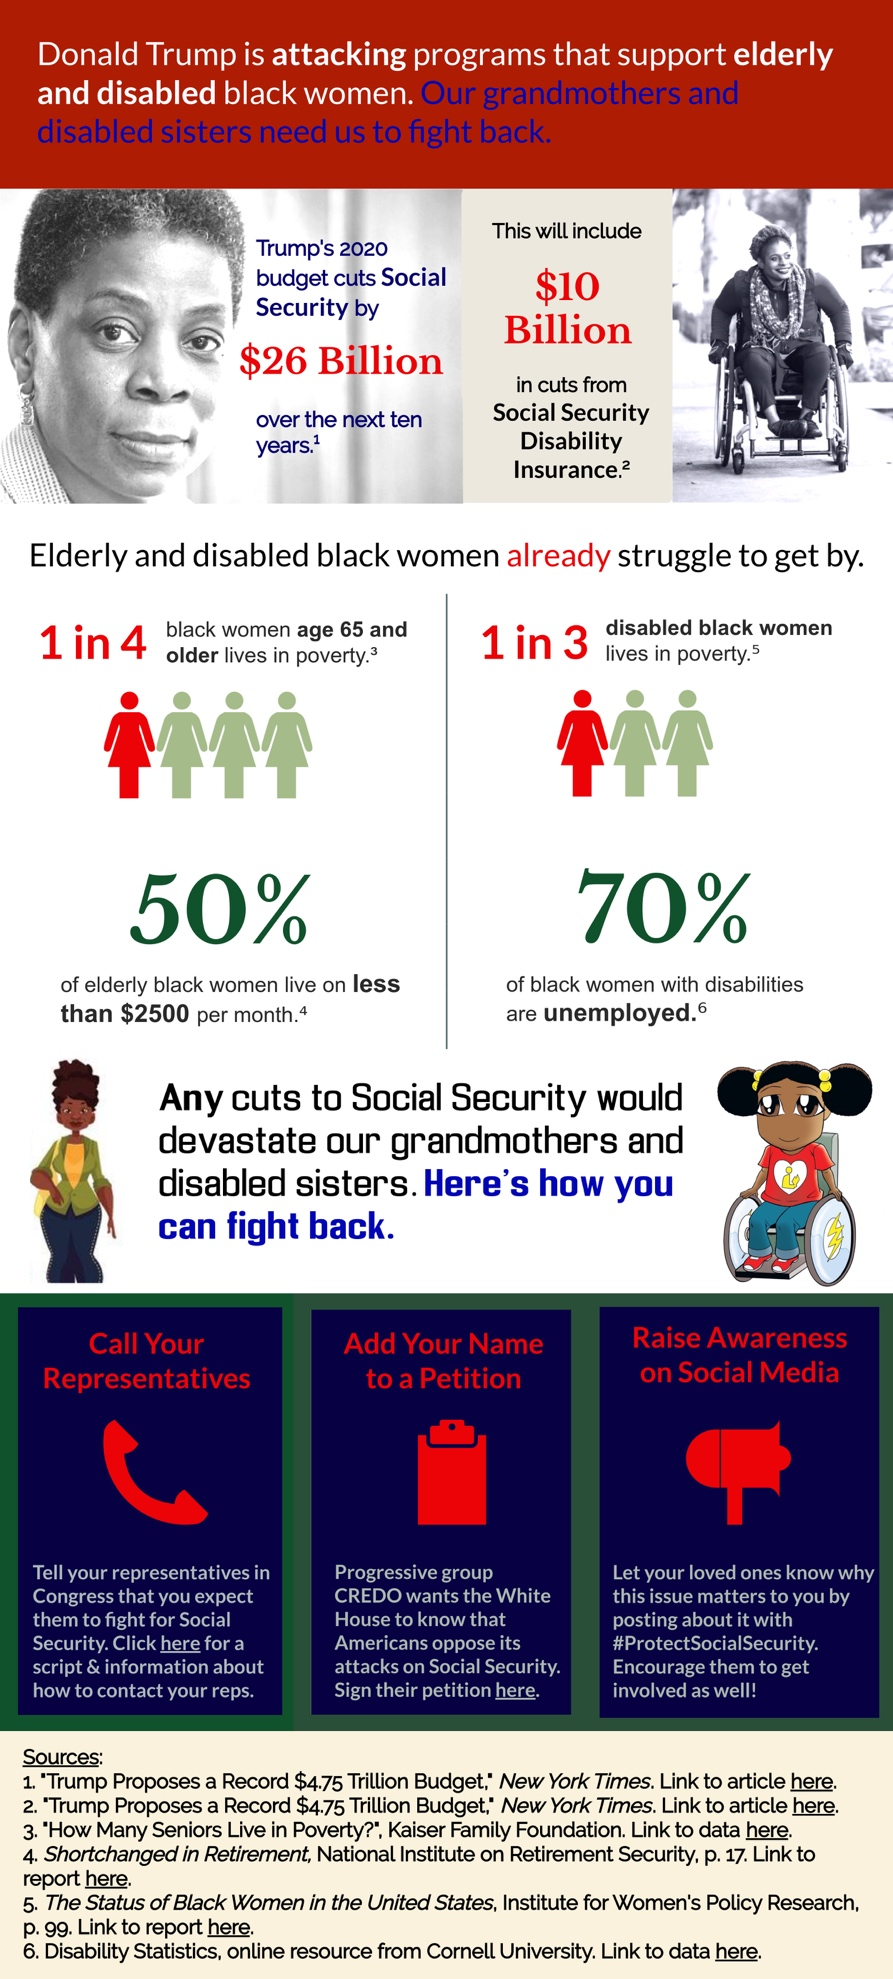 Donald Trump is attacking programs that support elderly
and disabled black women. Our grandmothers and
disabled sisters need us to fight back.
Trump's 2020
budget cuts Social
Security by
$26 Billion
over the next ten
years.¹
This will include
$10
Billion
in cuts from
Social Security
Disability
Insurance.²
Elderly and disabled black women already struggle to get by.
1 in 4
black women age 65 and
older lives in poverty.³
1 in 3
disabled black women
lives in poverty.⁵
50%
of elderly black women live on less
than $2500 per month.⁴
70%
of black women with disabilities
are unemployed.⁶
Any cuts to Social Security would
devastate our grandmothers and
disabled sisters. Here's how you
can fight back.
Call Your
Representatives
Tell your representatives in
Congress that you expect
them to fight for Social
Security. Click here for a
script & information about
how to contact your reps.
Add Your Name
to a Petition
Progressive group
CREDO wants the White
House to know that
Americans oppose its
attacks on Social Security.
Sign their petition here.
Raise Awareness
on Social Media
Let your loved ones know why
this issue matters to you by
posting about it with
#ProtectSocialSecurity.
Encourage them to get
involved as well!
Sources:
1. "Trump Proposes a Record $4.75 Trillion Budget," New York Times. Link to article here.
2. "Trump Proposes a Record $4.75 Trillion Budget," New York Times. Link to article here.
3. "How Many Seniors Live in Poverty?", Kaiser Family Foundation. Link to data here.
4. Shortchanged in Retirement, National Institute on Retirement Security, p. 17. Link to
report here.
5. The Status of Black Women in the United States, Institute for Women's Policy Research,
p. 99. Link to report here.
6. Disability Statistics, online resource from Cornell University. Link to data here.